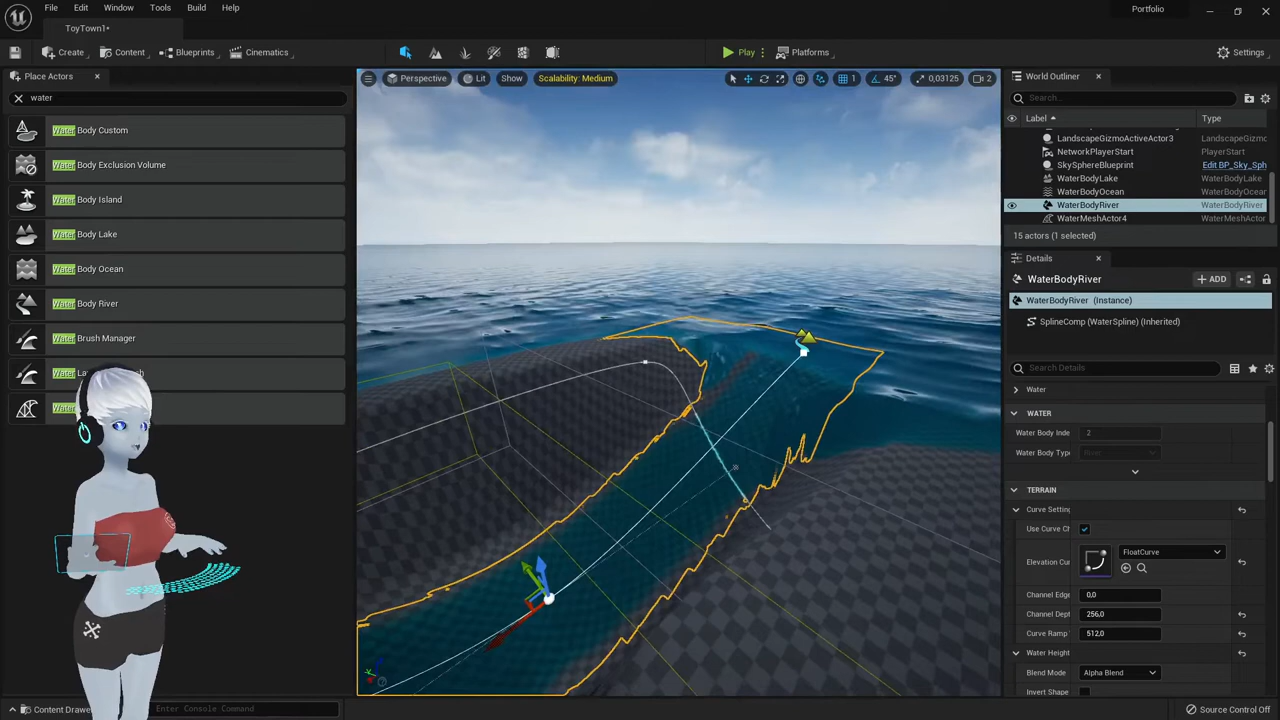 File Edit Window Tools Build Help
Portfolio
ToyTown1•
Create Content Blueprints Cinematics Play Platforms Settings
Place Actors
World Outliner
Perspective Lit Show Scalability: Medium 1 45° 0,03125 2
water
Search...
Label Type
Water Body Custom
LandscapeGizmoActiveActor3 LandscapeGizmo
NetworkPlayerStart PlayerStart
Water Body Exclusion Volume
SkySphereBlueprint Edit BP_Sky_Sph
WaterBodyLake WaterBodyLake
WaterBodyOcean WaterBodyOcean
Water Body Island
WaterBodyRiver WaterBodyRiver
WaterMeshActor4 WaterMeshActor
Water Body Lake
15 actors (1 selected)
Details
Water Body Ocean
WaterBodyRiver ADD
WaterBodyRiver (Instance)
Water Body River
SplineComp (WaterSpline) (Inherited)
Water Brush Manager
Search Details
Water
WATER
Water Body Inde 2
Water Body Type River
TERRAIN
Curve Setting
Use Curve Ch
Elevation Cur FloatCurve
Channel Edge 0,0
Channel Dept 256,0
Curve Ramp 512,0
Water Height
Blend Mode Alpha Blend
Invert Shape
Content Drawer Enter Console Command Source Control Off